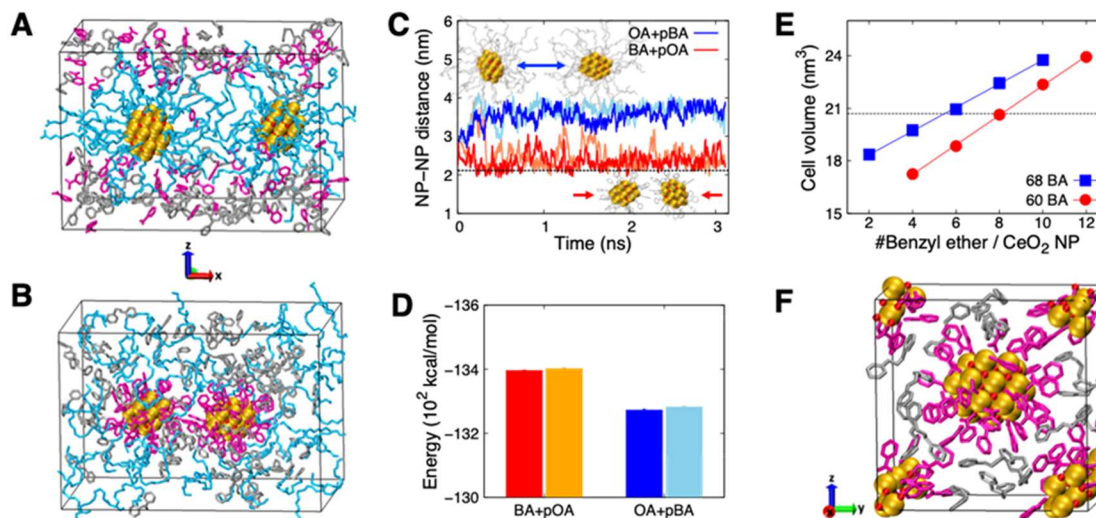 A
z
x
B
C
NP–NP distance (nm)
6
5
4
3
2
1
OA+pBA
BA+pOA
0
1
2
3
Time (ns)
D
Energy (10² kcal/mol)
−136
−134
−132
−130
BA+pOA
OA+pBA
E
Cell volume (nm³)
24
21
18
15
68 BA
60 BA
2
4
6
8
10
12
#Benzyl ether / CeO₂ NP
F
z
y